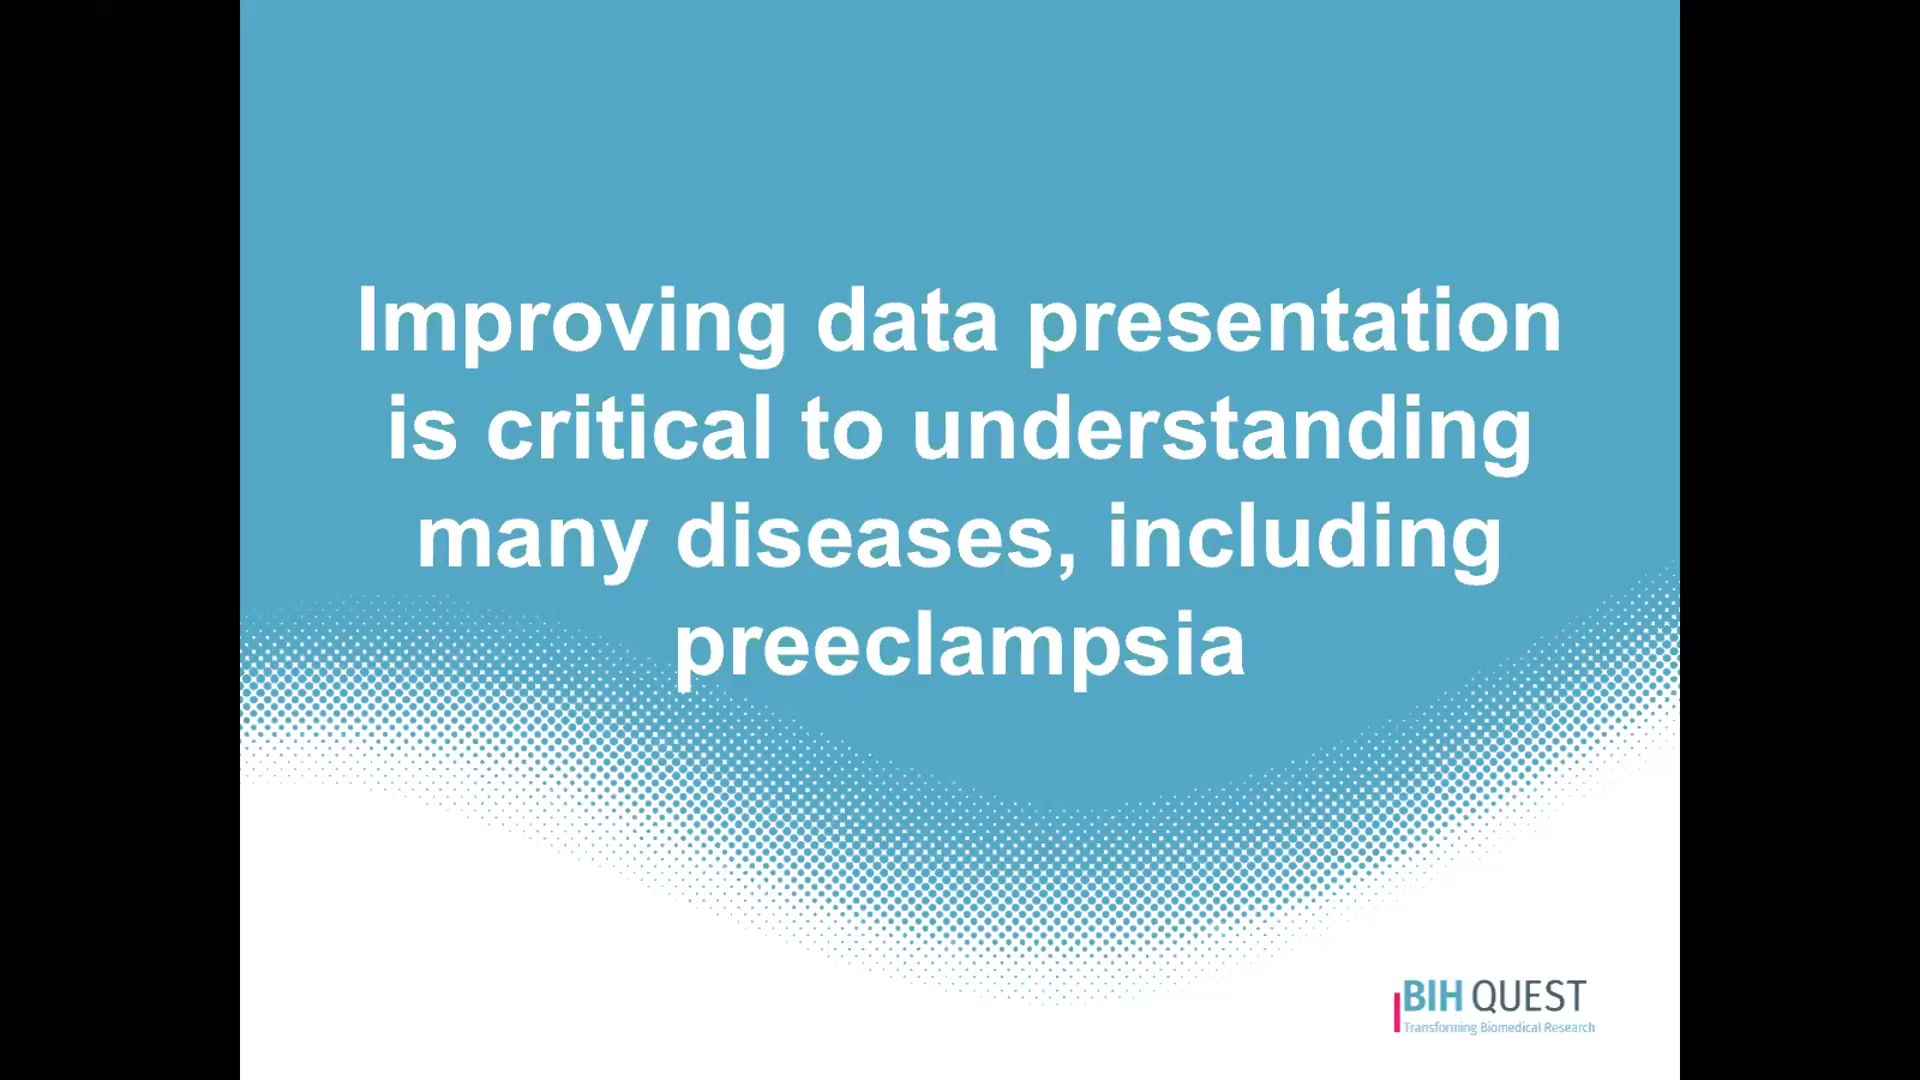 Improving data presentation
is critical to understanding
many diseases, including
preeclampsia
BIH QUEST
Transforming Biomedical Research